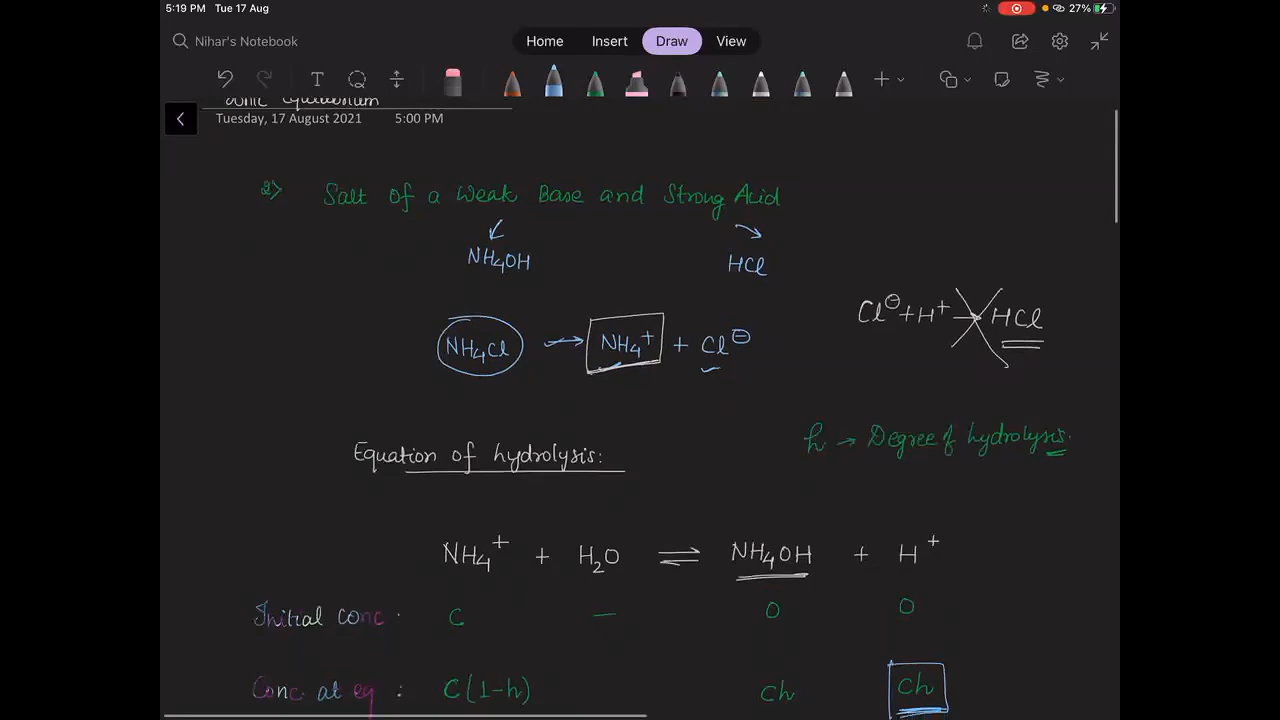 5:19 PM Tue 17 Aug 27%
Nihar's Notebook Home Insert Draw View
Ionic Equilibrium
Tuesday, 17 August 2021 5:00 PM
2) Salt of a Weak Base and Strong Acid
NH₄OH HCl
Cl⊖ + H⁺ → HCl
NH₄Cl → NH₄⁺ + Cl⊖
h → Degree of hydrolysis.
Equation of hydrolysis:
NH₄⁺ + H₂O ⇌ NH₄OH + H⁺
Initial conc. C — 0 0
Conc at eq : C(1-h) Ch Ch